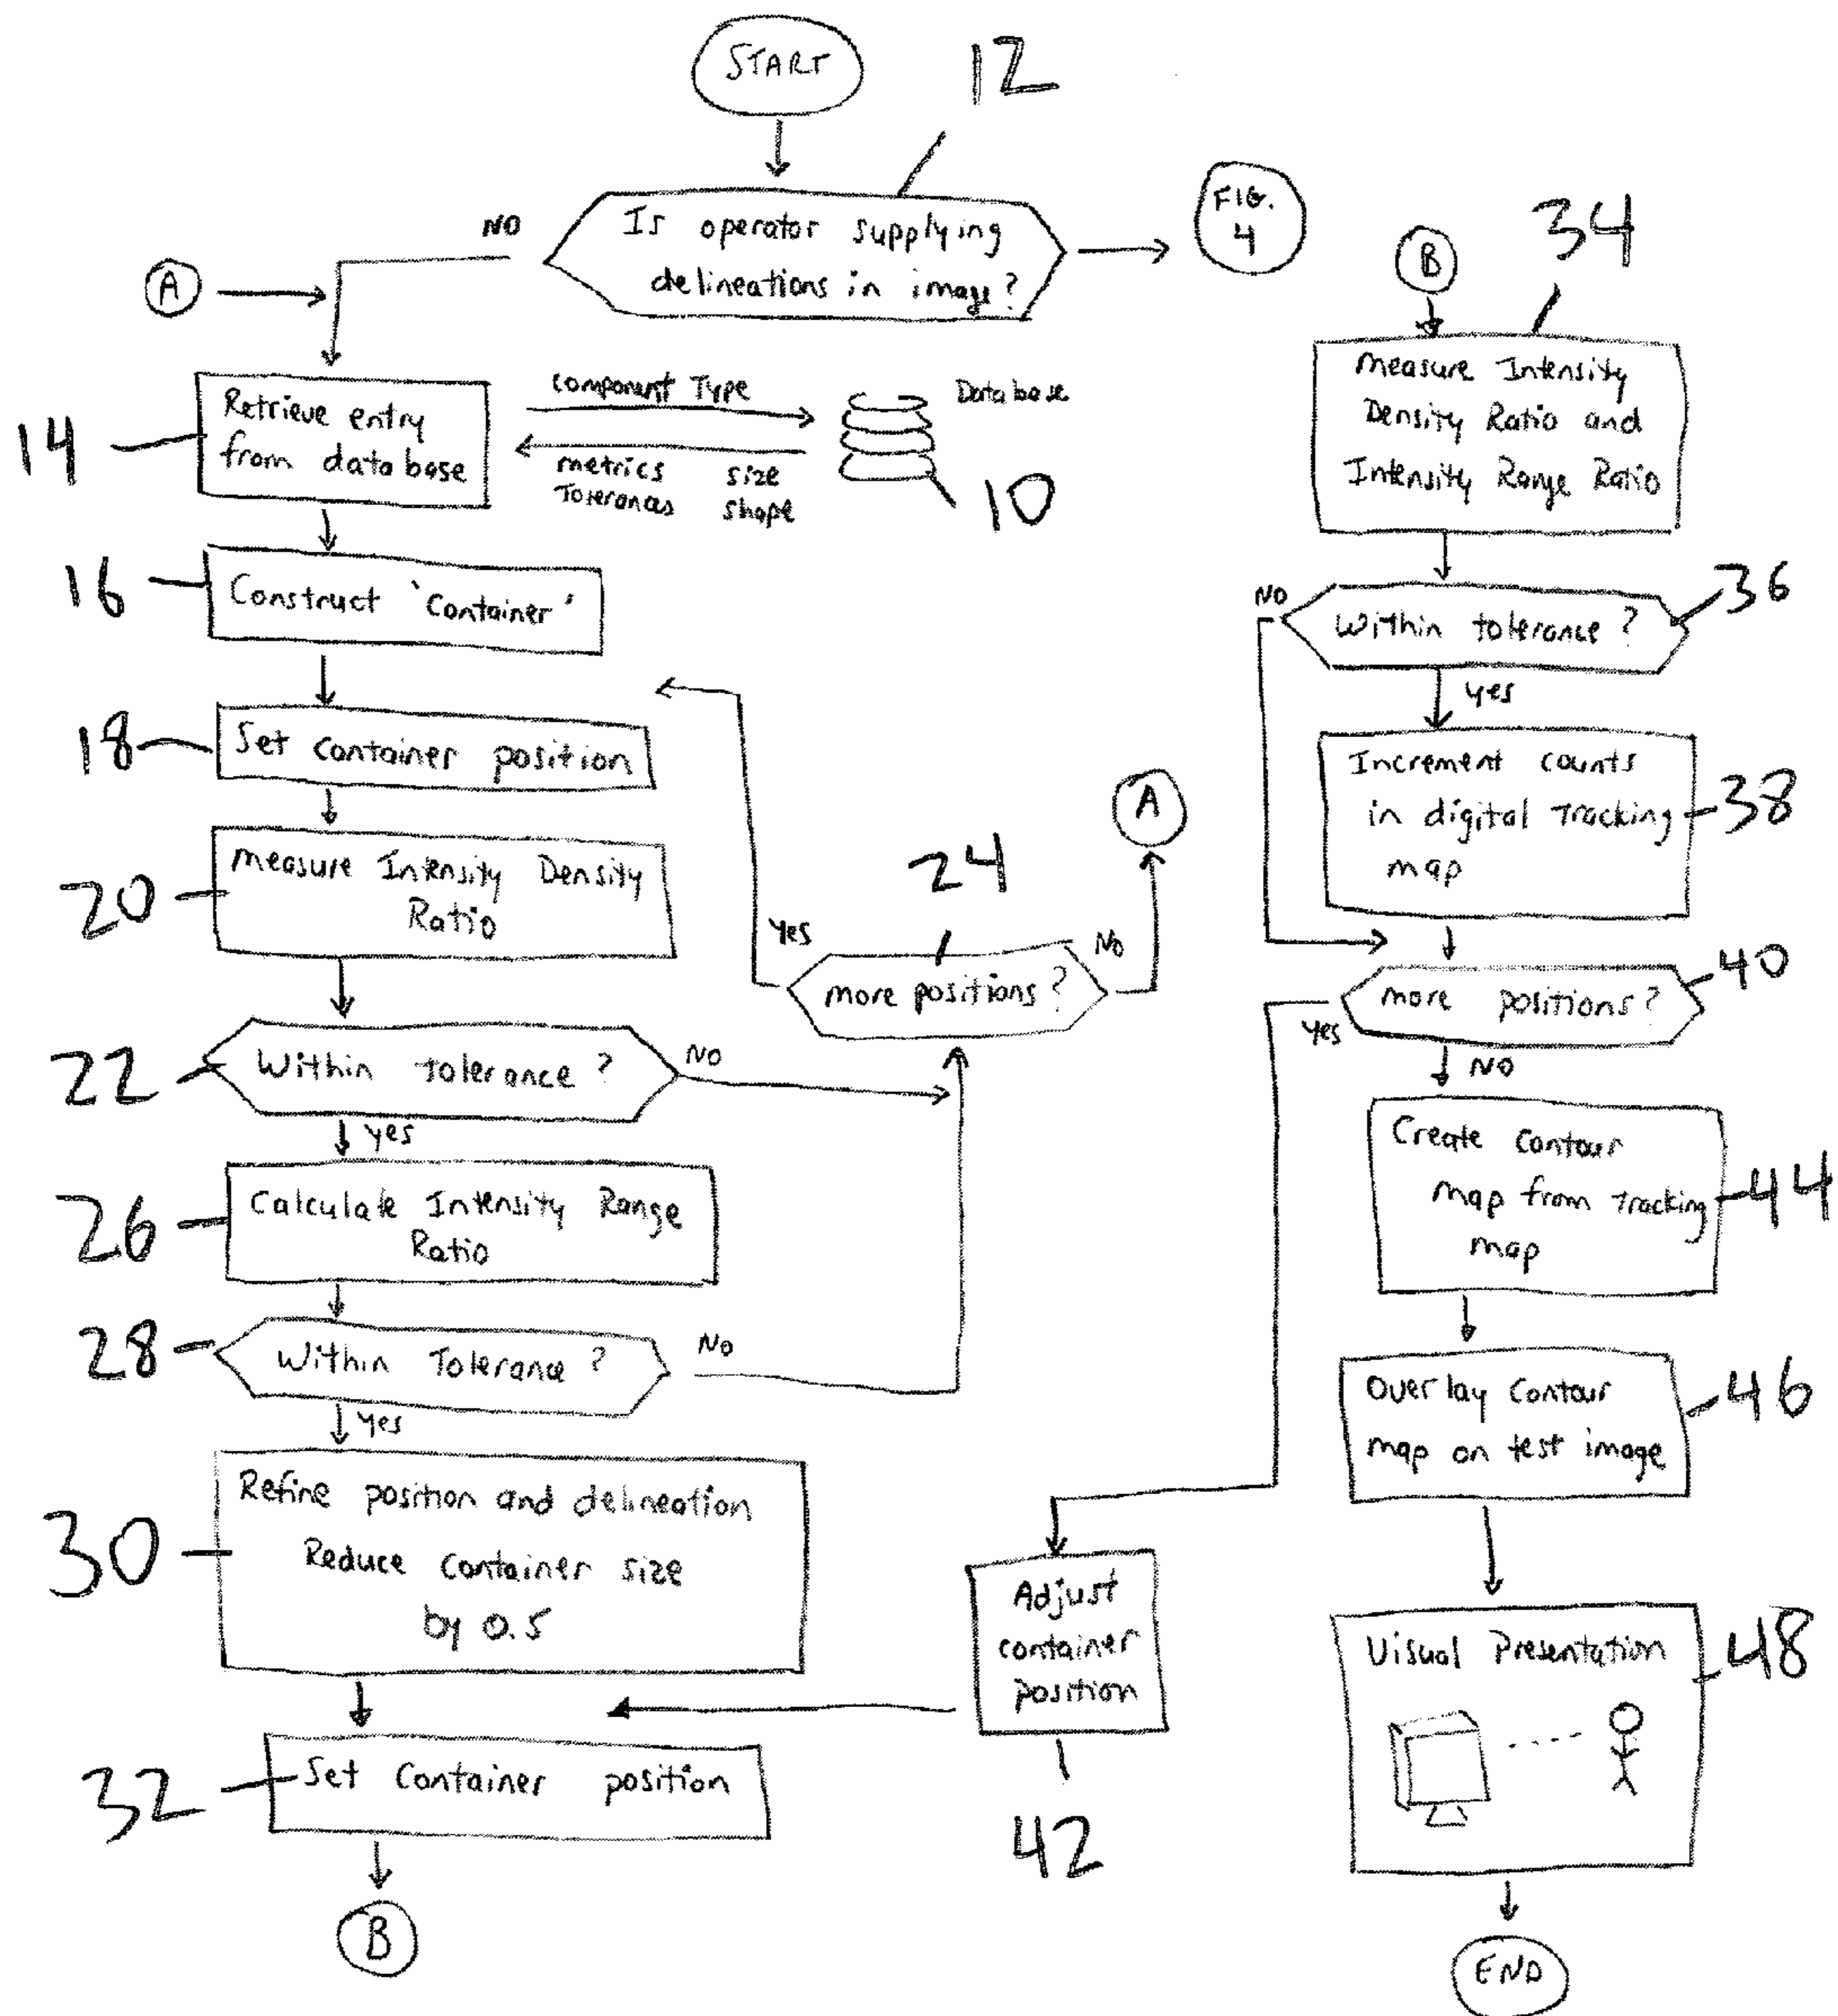 START
12
Is operator supplying
delineations in image?
NO
FIG.
4
A
14
Retrieve entry
from database
component Type
metrics size
Tolerances shape
Database
10
16
Construct 'Container'
18
Set container position
20
Measure Intensity Density
Ratio
22
Within tolerance?
NO
yes
24
more positions?
Yes
No
A
26
Calculate Intensity Range
Ratio
28
Within Tolerance?
No
yes
30
Refine position and delineation
Reduce container size
by 0.5
32
Set Container position
B
B
34
Measure Intensity
Density Ratio and
Intensity Range Ratio
36
Within tolerance?
NO
yes
38
Increment counts
in digital Tracking
map
40
more positions?
Yes
NO
42
Adjust
container
position
44
Create Contour
map from Tracking
map
46
Overlay Contour
map on test image
48
Visual Presentation
END